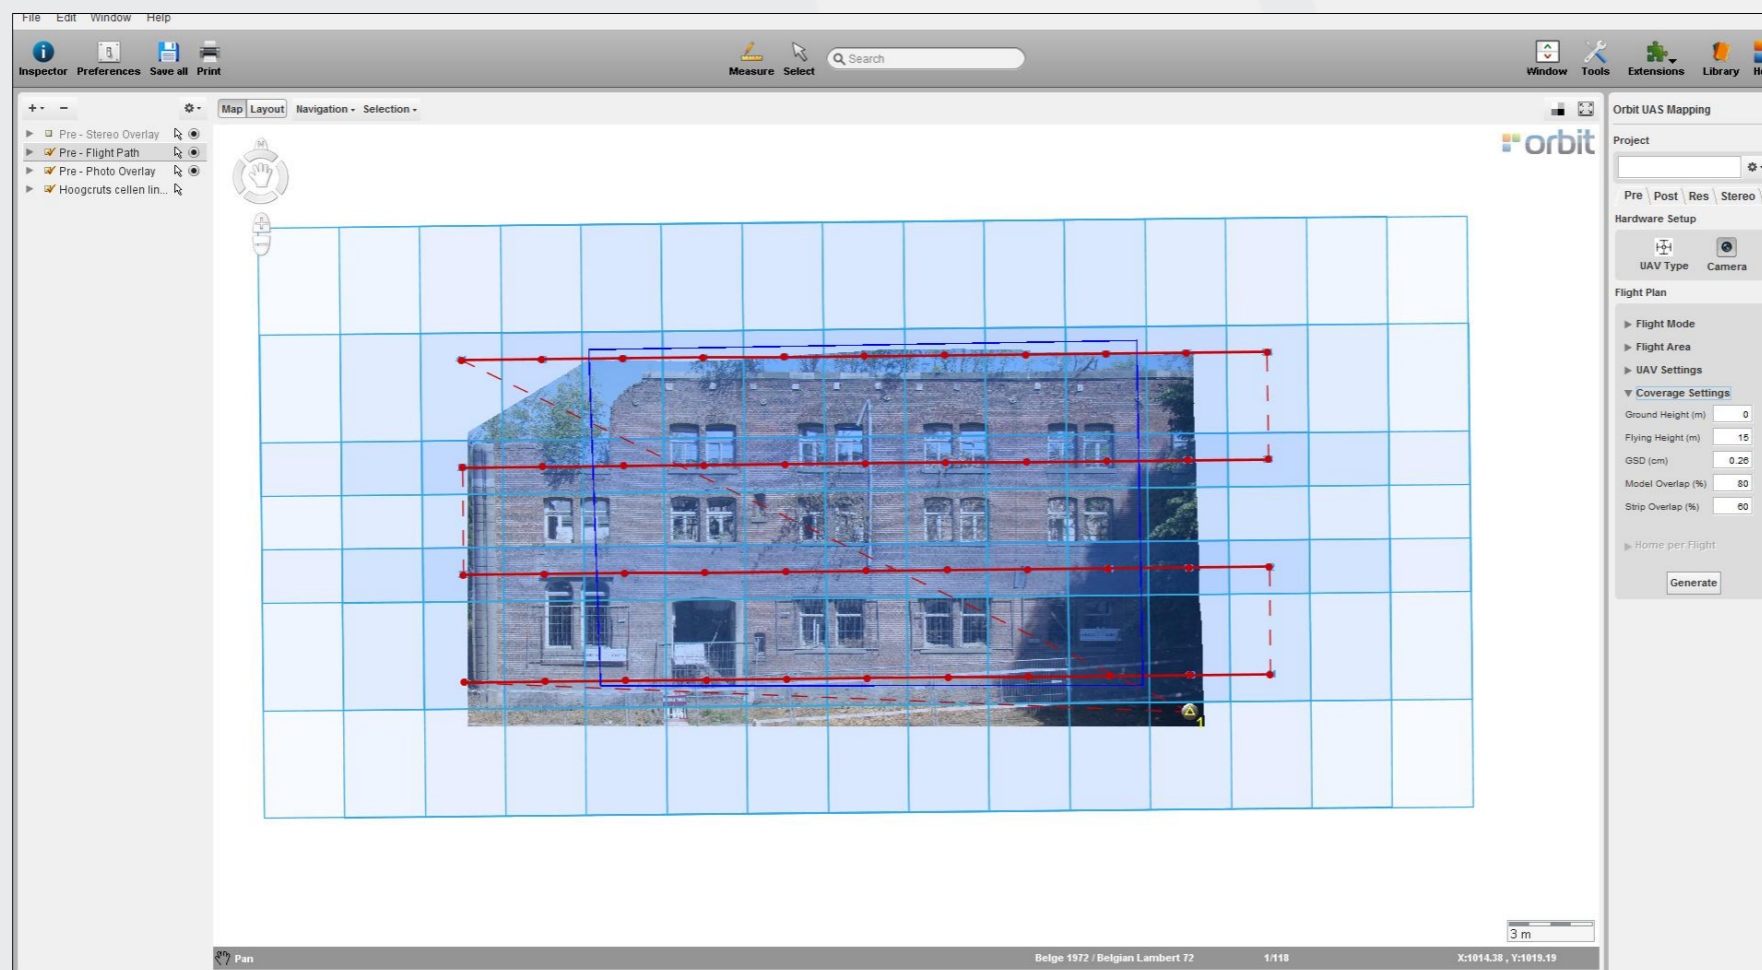 File Edit Window Help
Inspector Preferences Save all Print
Measure Select
Search
Window Tools Extensions Library
Map Layout Navigation Selection
Pre - Stereo Overlay
Pre - Flight Path
Pre - Photo Overlay
Hoogcruts cellen lin...
orbit
1
3 m
Pan
Belge 1972 / Belgian Lambert 72
1/118
X:1014.38 , Y:1019.19
Orbit UAS Mapping
Project
Pre Post Res Stereo
Hardware Setup
UAV Type Camera
Flight Plan
Flight Mode
Flight Area
UAV Settings
Coverage Settings
Ground Height (m) 0
Flying Height (m) 15
GSD (cm) 0.26
Model Overlap (%) 80
Strip Overlap (%) 60
Home per Flight
Generate